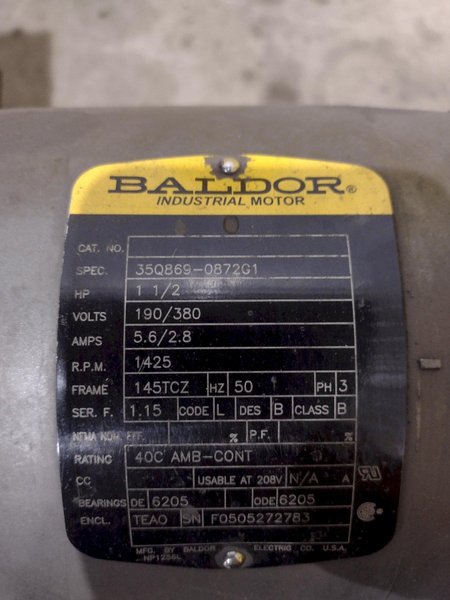 BALDOR®
INDUSTRIAL MOTOR
CAT. NO.
SPEC. 35Q869-0872G1
HP 1 1/2
VOLTS 190/380
AMPS 5.6/2.8
R.P.M. 1425
FRAME 145TCZ HZ 50 PH 3
SER. F. 1.15 CODE L DES B CLASS B
NEMA NOM. EFF. % P.F. %
RATING 40C AMB-CONT
CC USABLE AT 208V N/A A
BEARINGS DE 6205 ODE 6205
ENCL. TEAO SN F0505272783
MFG. BY BALDOR ELECTRIC CO. U.S.A.
NP1256L